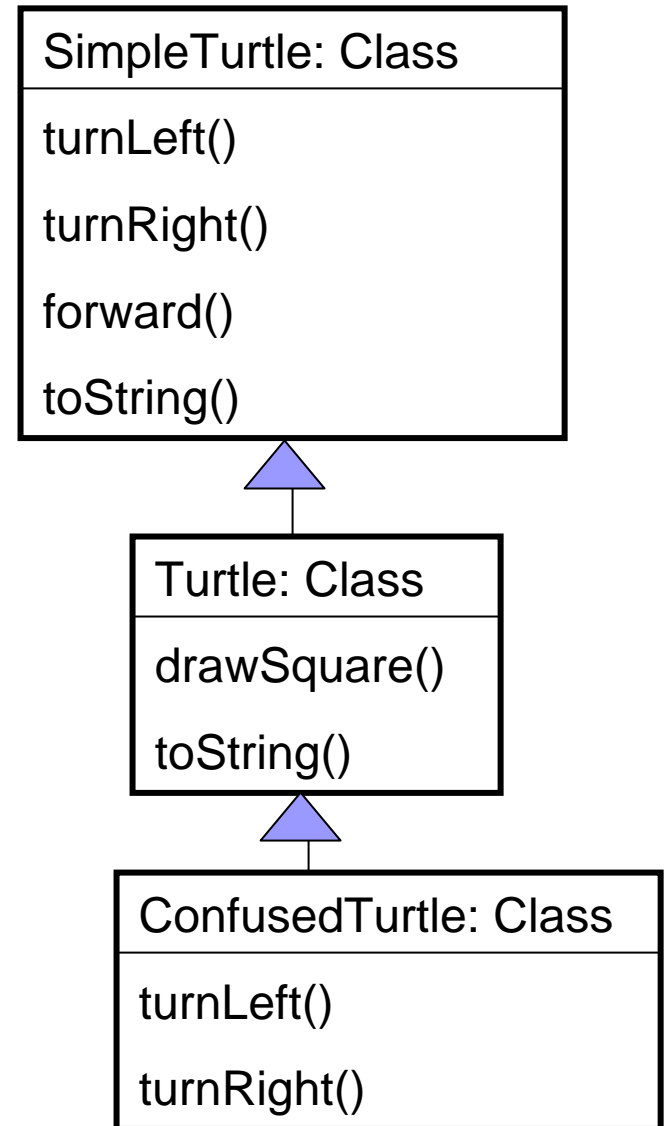 SimpleTurtle: Class
turnLeft()
turnRight()
forward()
toString()
Turtle: Class
drawSquare()
toString()
ConfusedTurtle: Class
turnLeft()
turnRight()